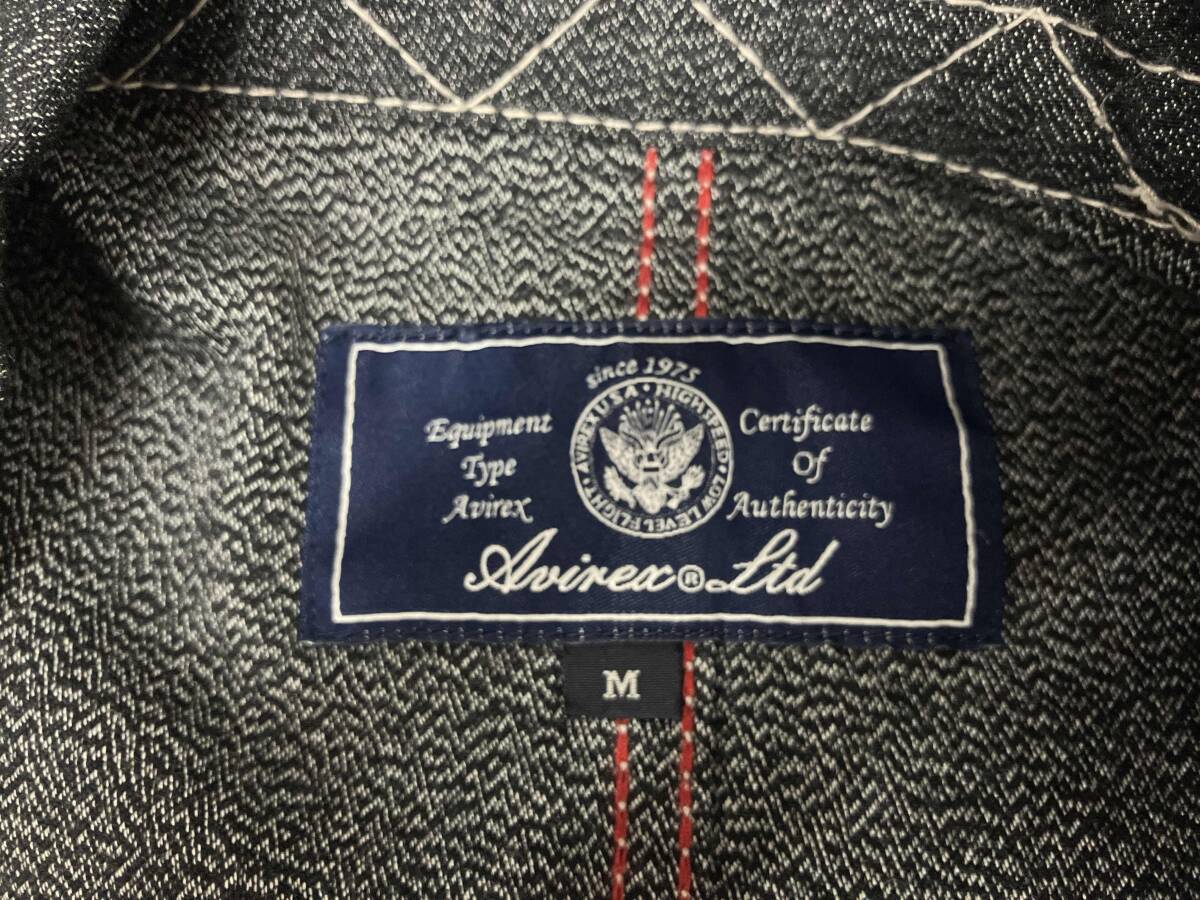 since 1975
AVIREX U.S.A. • HIGH SPEED • LOW LEVEL FLIGHT •
Equipment
Type
Avirex
Certificate
Of
Authenticity
Avirex® Ltd
M